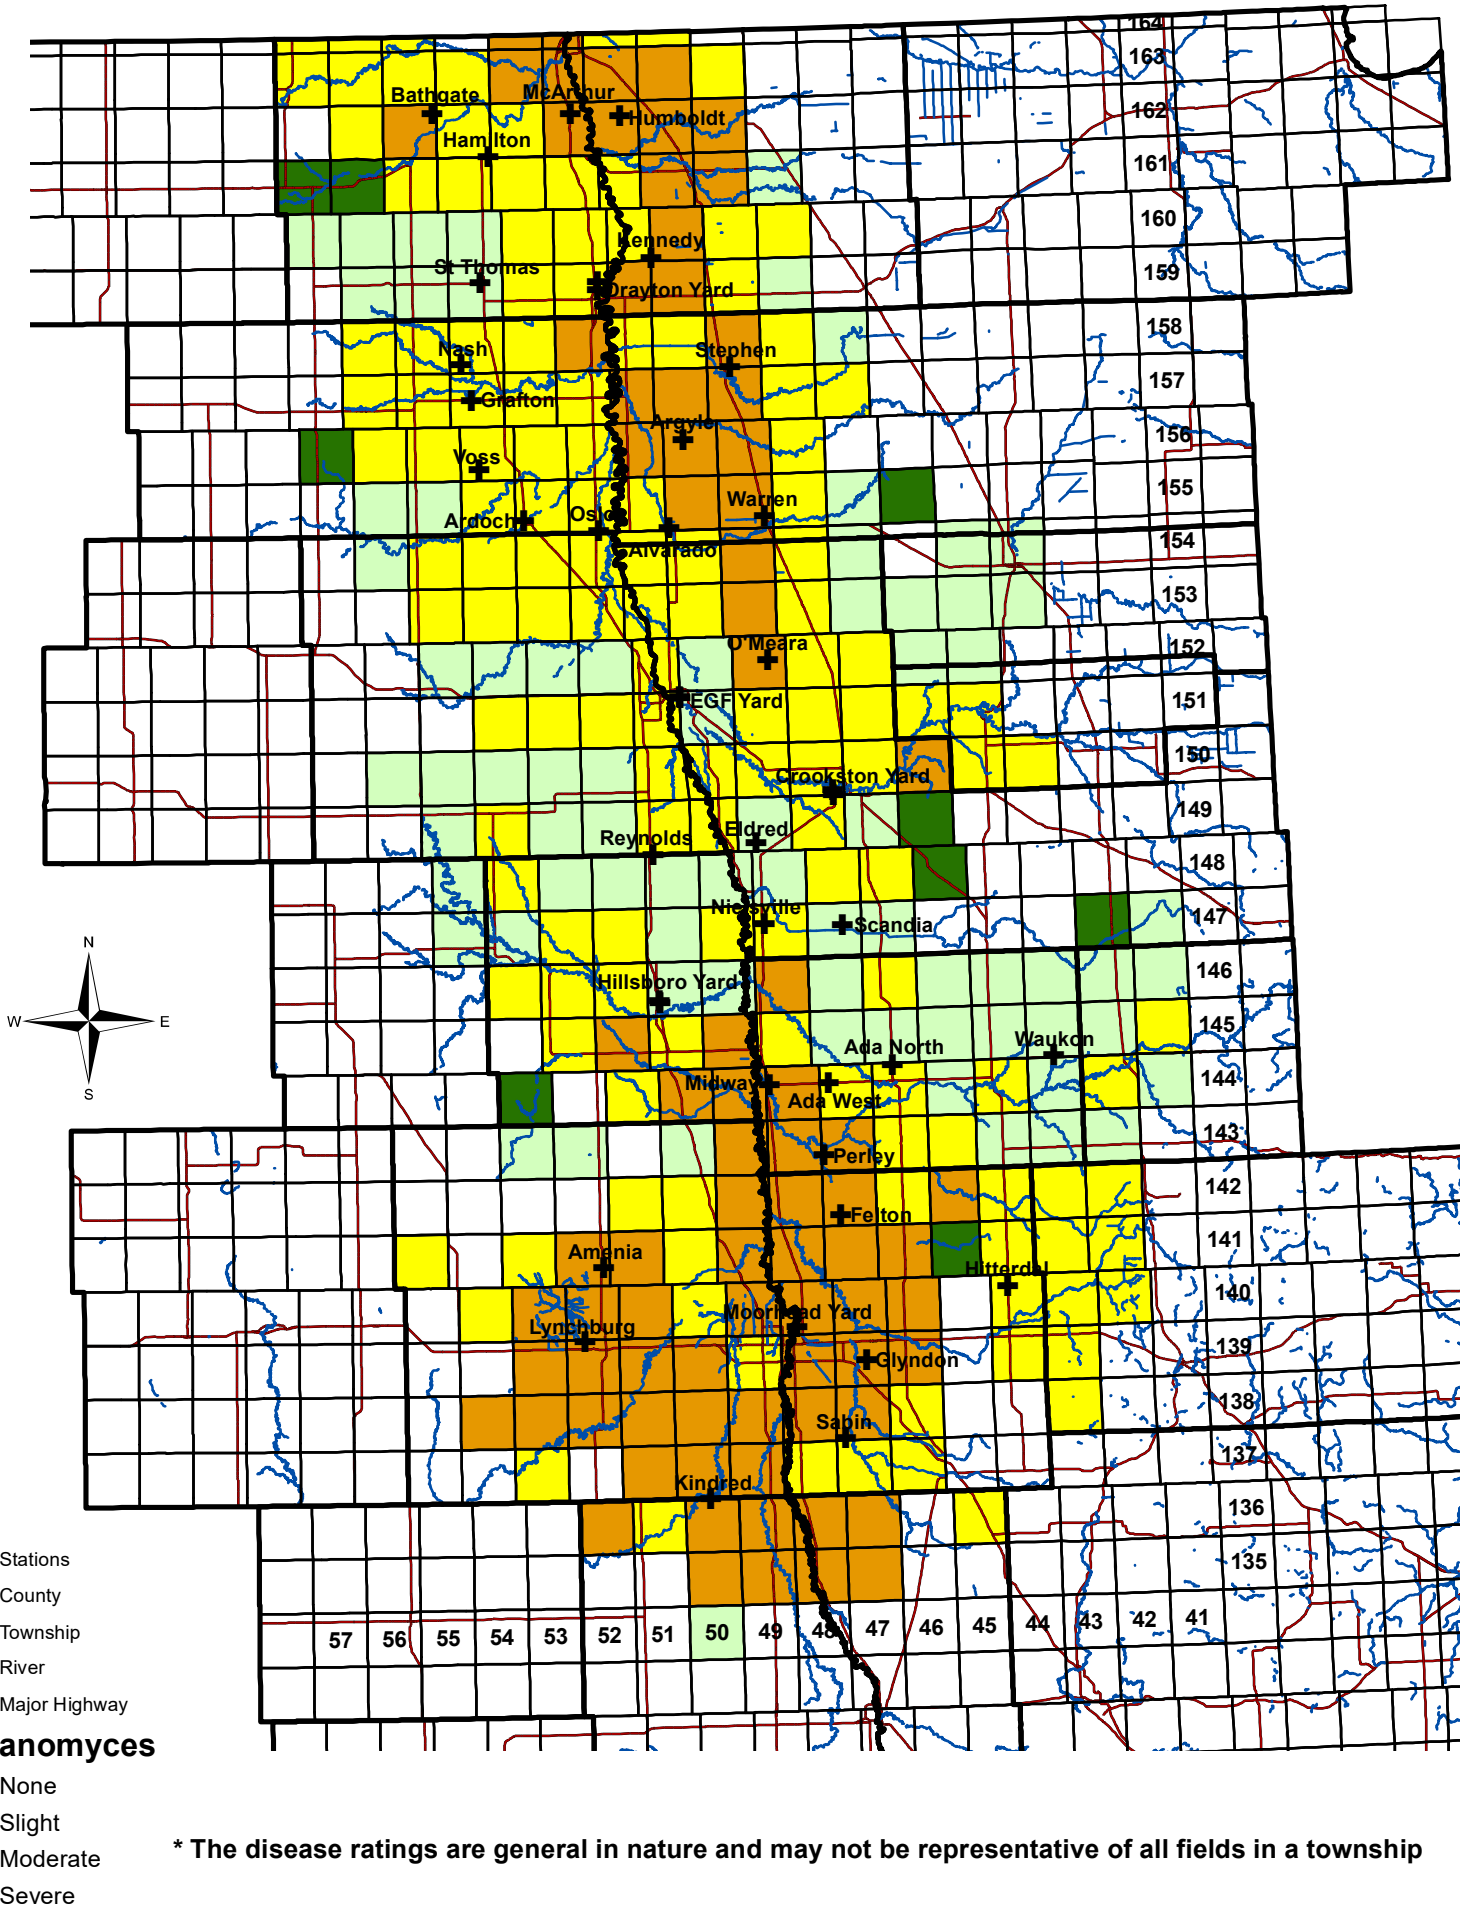 164
163
Bathgate
McArthur
Humboldt
162
Hamilton
161
160
Kennedy
St Thomas
159
Drayton Yard
158
Nash
Stephen
157
Grafton
Argyle
156
Voss
155
Warren
Ardoch
Oslo
154
Alvarado
153
O'Meara
152
EGF Yard
151
150
Crookston Yard
149
Reynolds
Eldred
148
Nielsville
147
Scandia
N
146
Hillsboro Yard
W
E
145
Waukon
Ada North
144
Midway
S
Ada West
143
Perley
142
Felton
141
Amenia
Hitterdal
140
Moorhead Yard
Lynchburg
139
Glyndon
138
Sabin
137
Kindred
136
Stations
135
County
57 56 55 54 53 52 51 50 49 48 47 46 45 44 43 42 41
Township
River
Major Highway
anomyces
None
Slight
* The disease ratings are general in nature and may not be representative of all fields in a township
Moderate
Severe